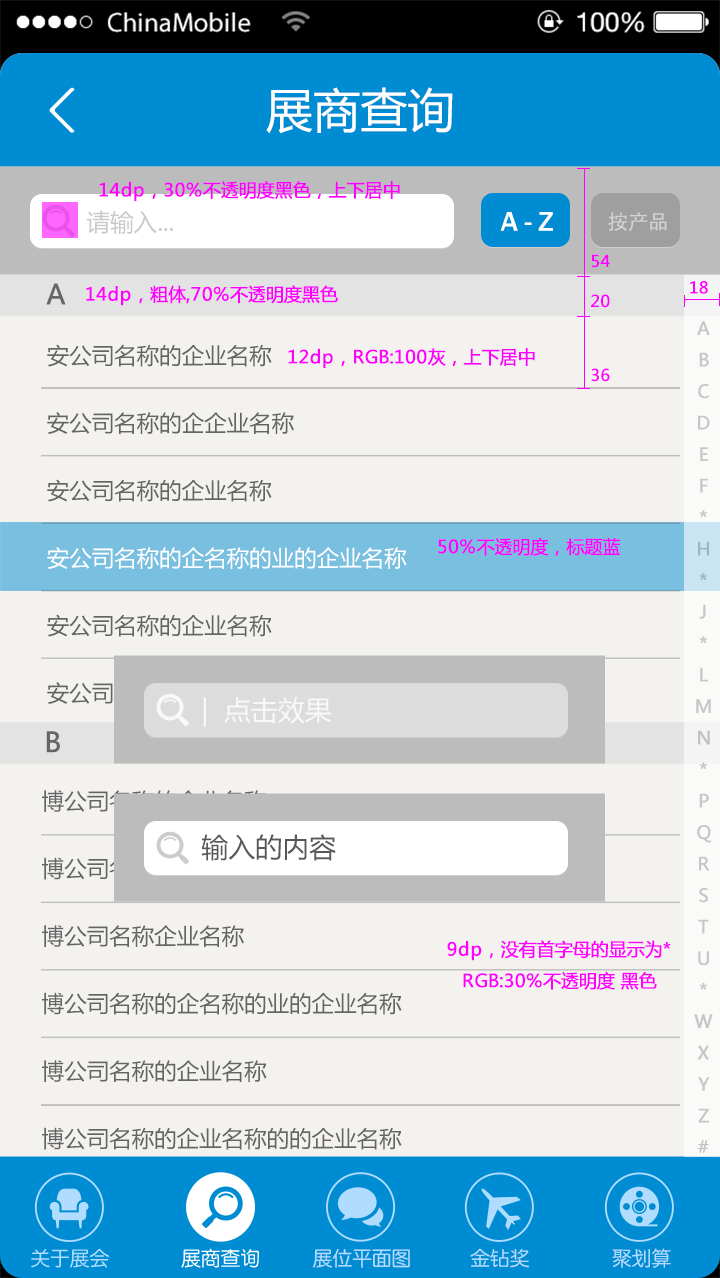 ChinaMobile 100%
展商查询
14dp，30%不透明度黑色，上下居中
请输入... A - Z 按产品
54
A 14dp，粗体,70%不透明度黑色 20 18
安公司名称的企业名称 12dp，RGB:100灰，上下居中 36
安公司名称的企企业名称
安公司名称的企业名称
安公司名称的企名称的业的企业名称 50%不透明度，标题蓝
安公司名称的企业名称
安公司
点击效果
B
博公司名称的企业名称
输入的内容
博公司
博公司名称企业名称
9dp，没有首字母的显示为*
RGB:30%不透明度 黑色
博公司名称的企名称的业的企业名称
博公司名称的企业名称
博公司名称的企业名称的的企业名称
A
B
C
D
E
F
*
H
*
J
*
L
M
N
*
P
Q
R
S
T
U
*
W
X
Y
Z
#
关于展会 展商查询 展位平面图 金钻奖 聚划算